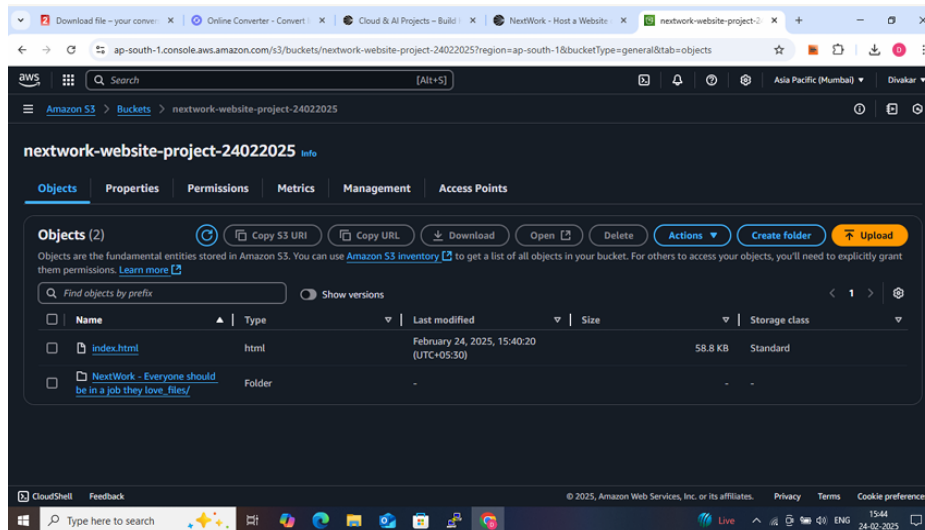 Download file – your conver
Online Converter - Convert
Cloud & AI Projects – Build
NextWork - Host a Website
nextwork-website-project-2
ap-south-1.console.aws.amazon.com/s3/buckets/nextwork-website-project-24022025?region=ap-south-1&bucketType=general&tab=objects
D
aws
Search
[Alt+S]
Asia Pacific (Mumbai)
Divakar
Amazon S3 > Buckets > nextwork-website-project-24022025
nextwork-website-project-24022025 Info
Objects
Properties
Permissions
Metrics
Management
Access Points
Objects (2)
Copy S3 URI
Copy URL
Download
Open
Delete
Actions
Create folder
Upload
Objects are the fundamental entities stored in Amazon S3. You can use Amazon S3 inventory to get a list of all objects in your bucket. For others to access your objects, you'll need to explicitly grant
them permissions. Learn more
Find objects by prefix
Show versions
1
Name
Type
Last modified
Size
Storage class
index.html
html
February 24, 2025, 15:40:20
(UTC+05:30)
58.8 KB
Standard
NextWork - Everyone should
be in a job they love_files/
Folder
-
-
-
CloudShell
Feedback
© 2025, Amazon Web Services, Inc. or its affiliates.
Privacy
Terms
Cookie preference
Type here to search
Live
ENG
15:44
24-02-2025